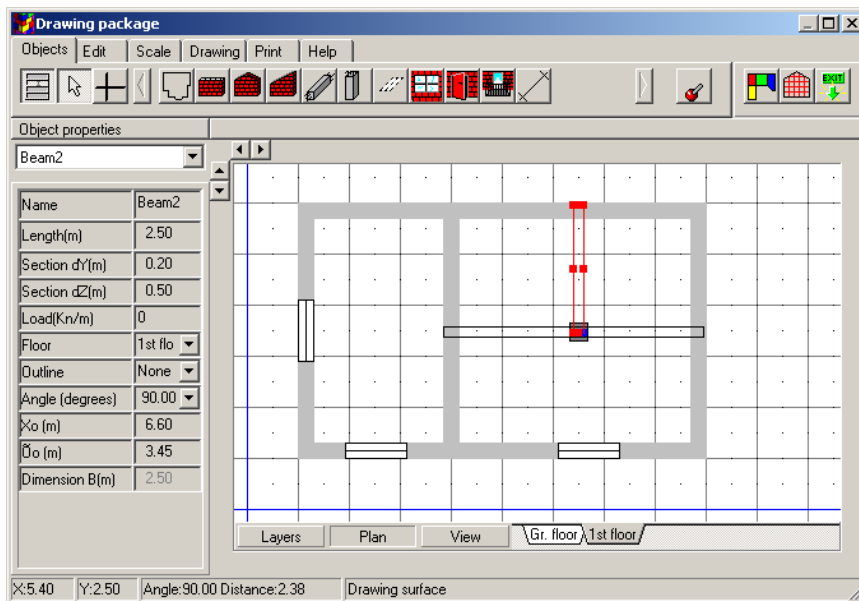 Drawing package
Objects Edit Scale Drawing Print Help
EXIT
Object properties
Beam2
Name Beam2
Length(m) 2.50
Section dY(m) 0.20
Section dZ(m) 0.50
Load(Kn/m) 0
Floor 1st flo
Outline None
Angle (degrees) 90.00
Xo (m) 6.60
Õo (m) 3.45
Dimension B(m) 2.50
Layers Plan View Gr. floor 1st floor
X:5.40 Y:2.50 Angle:90.00 Distance:2.38 Drawing surface